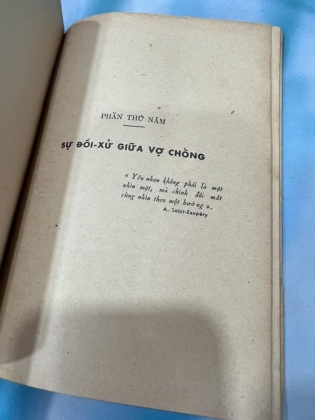 PHẦN THỨ NĂM
SỰ ĐỐI-XỬ GIỮA VỢ CHỒNG
« Yêu nhau không phải là mặt
nhìn mặt, mà chính đôi mắt
cùng nhìn theo một hướng ».
A. Saint-Exupéry